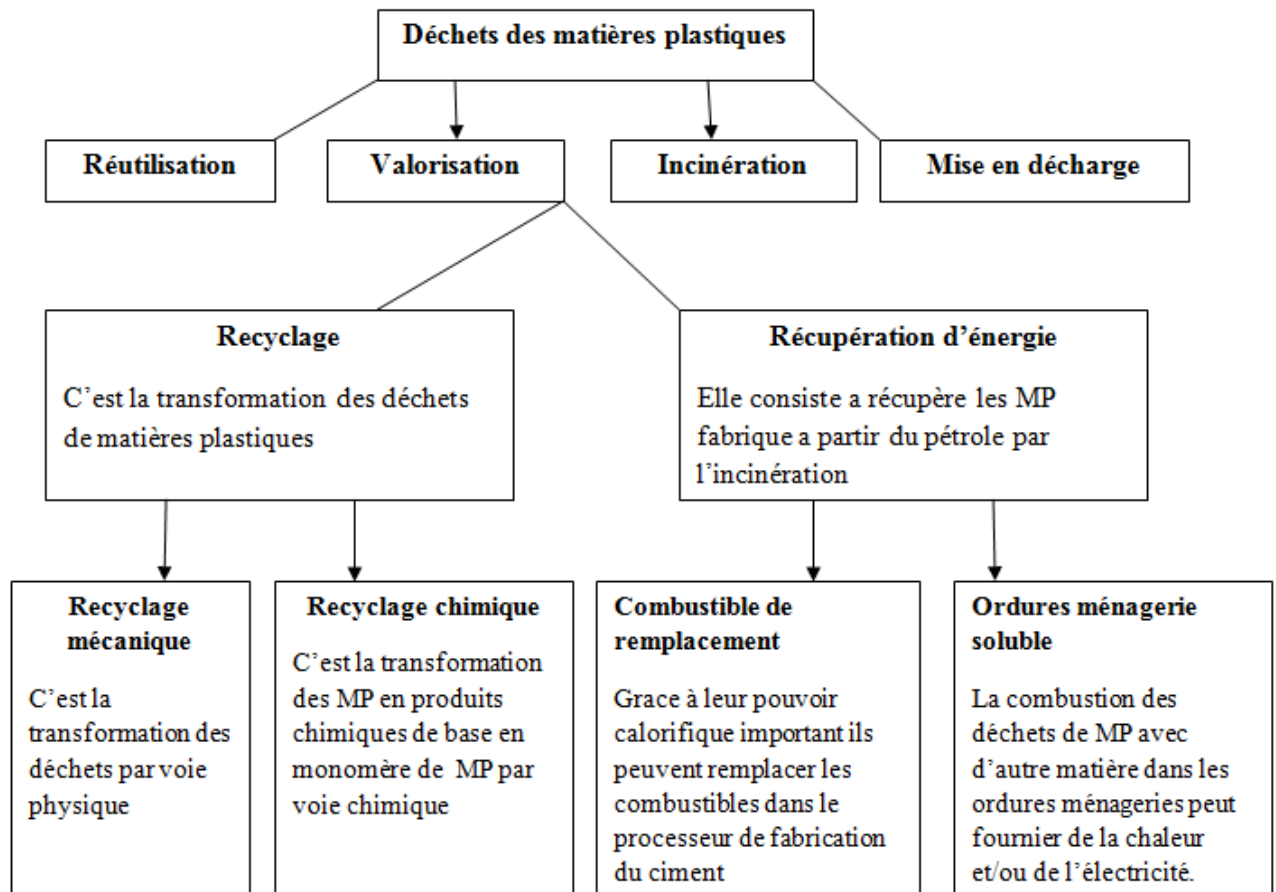 Déchets des matières plastiques
Réutilisation
Valorisation
Incinération
Mise en décharge
Recyclage
C'est la transformation des déchets
de matières plastiques
Récupération d'énergie
Elle consiste a récupère les MP
fabrique a partir du pétrole par
l'incinération
Recyclage
mécanique
C'est la
transformation des
déchets par voie
physique
Recyclage chimique
C'est la transformation
des MP en produits
chimiques de base en
monomère de MP par
voie chimique
Combustible de
remplacement
Grace à leur pouvoir
calorifique important ils
peuvent remplacer les
combustibles dans le
processeur de fabrication
du ciment
Ordures ménagerie
soluble
La combustion des
déchets de MP avec
d'autre matière dans les
ordures ménageries peut
fournier de la chaleur
et/ou de l'électricité.